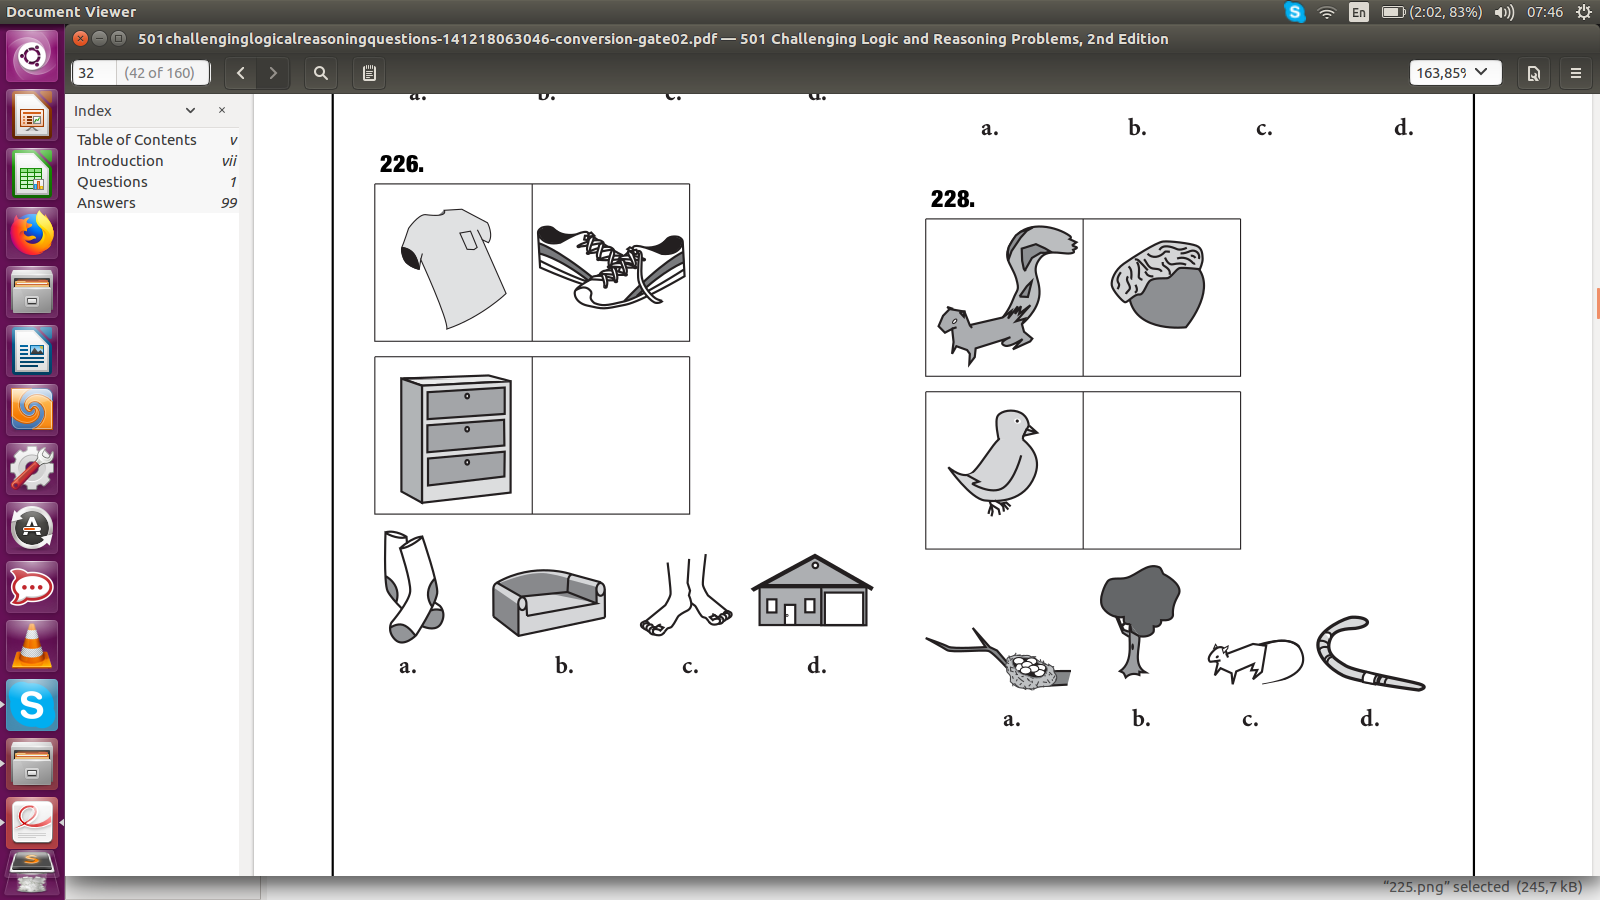 Document Viewer
En
(2:02, 83%)
07:46
501challenginglogicalreasoningquestions-141218063046-conversion-gate02.pdf — 501 Challenging Logic and Reasoning Problems, 2nd Edition
32
(42 of 160)
163,85%
Index
Table of Contents v
Introduction vii
Questions 1
Answers 99
a. b. c. d.
226.
a. b. c. d.
a. b. c. d.
228.
a. b. c. d.
“225.png” selected (245,7 kB)